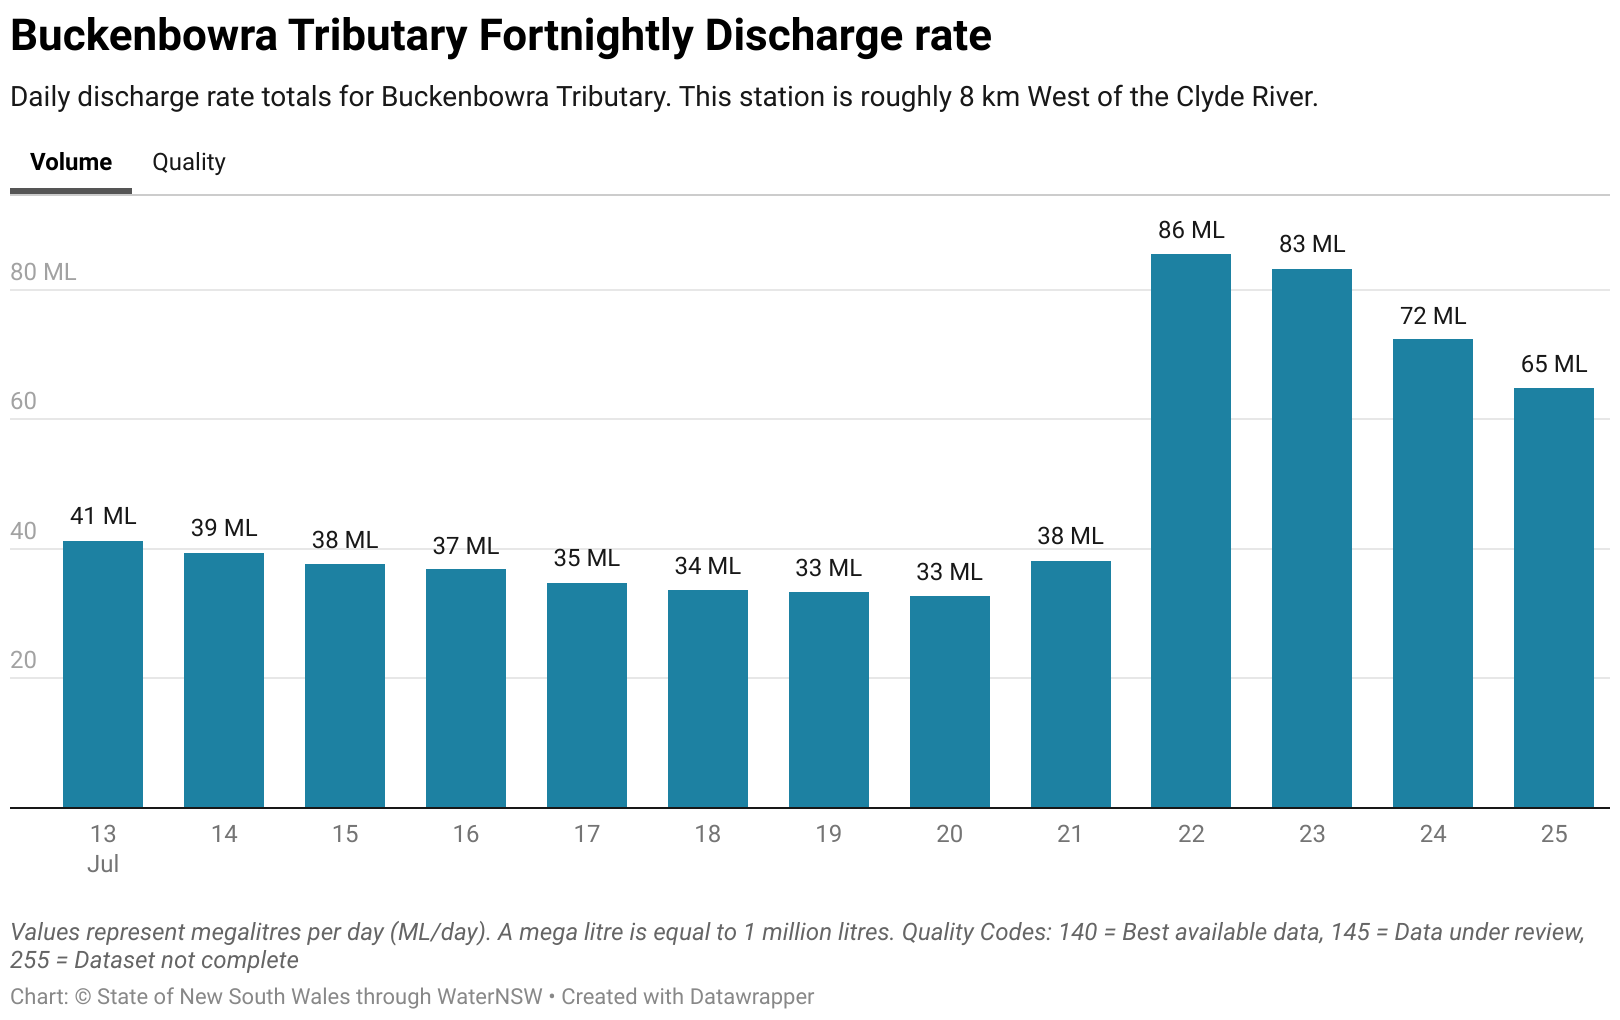 Buckenbowra Tributary Fortnightly Discharge rate
Daily discharge rate totals for Buckenbowra Tributary. This station is roughly 8 km West of the Clyde River.
Volume Quality
86 ML
83 ML
80 ML
72 ML
65 ML
60
41 ML
39 ML
38 ML
37 ML
35 ML
34 ML
33 ML
33 ML
38 ML
40
20
13 14 15 16 17 18 19 20 21 22 23 24 25
Jul
Values represent megalitres per day (ML/day). A mega litre is equal to 1 million litres. Quality Codes: 140 = Best available data, 145 = Data under review,
255 = Dataset not complete
Chart: © State of New South Wales through WaterNSW • Created with Datawrapper